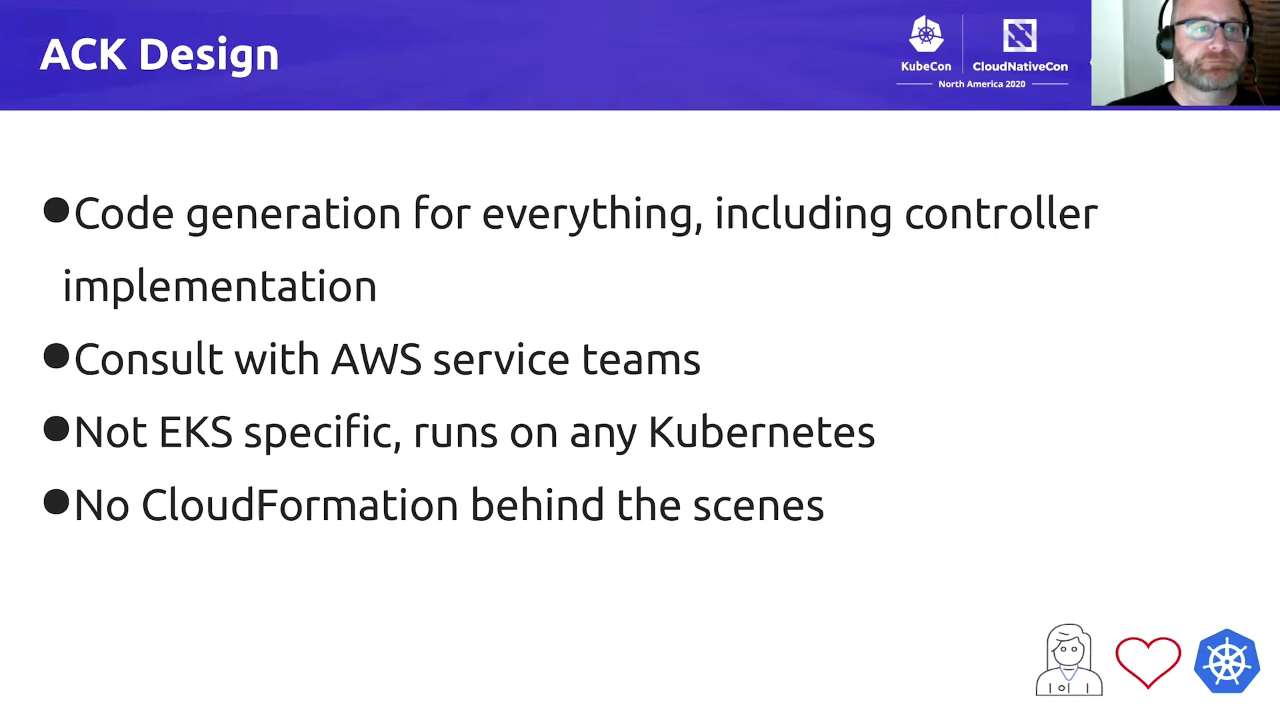 ACK Design
KubeCon
CloudNativeCon
North America 2020
●Code generation for everything, including controller
implementation
●Consult with AWS service teams
●Not EKS specific, runs on any Kubernetes
●No CloudFormation behind the scenes